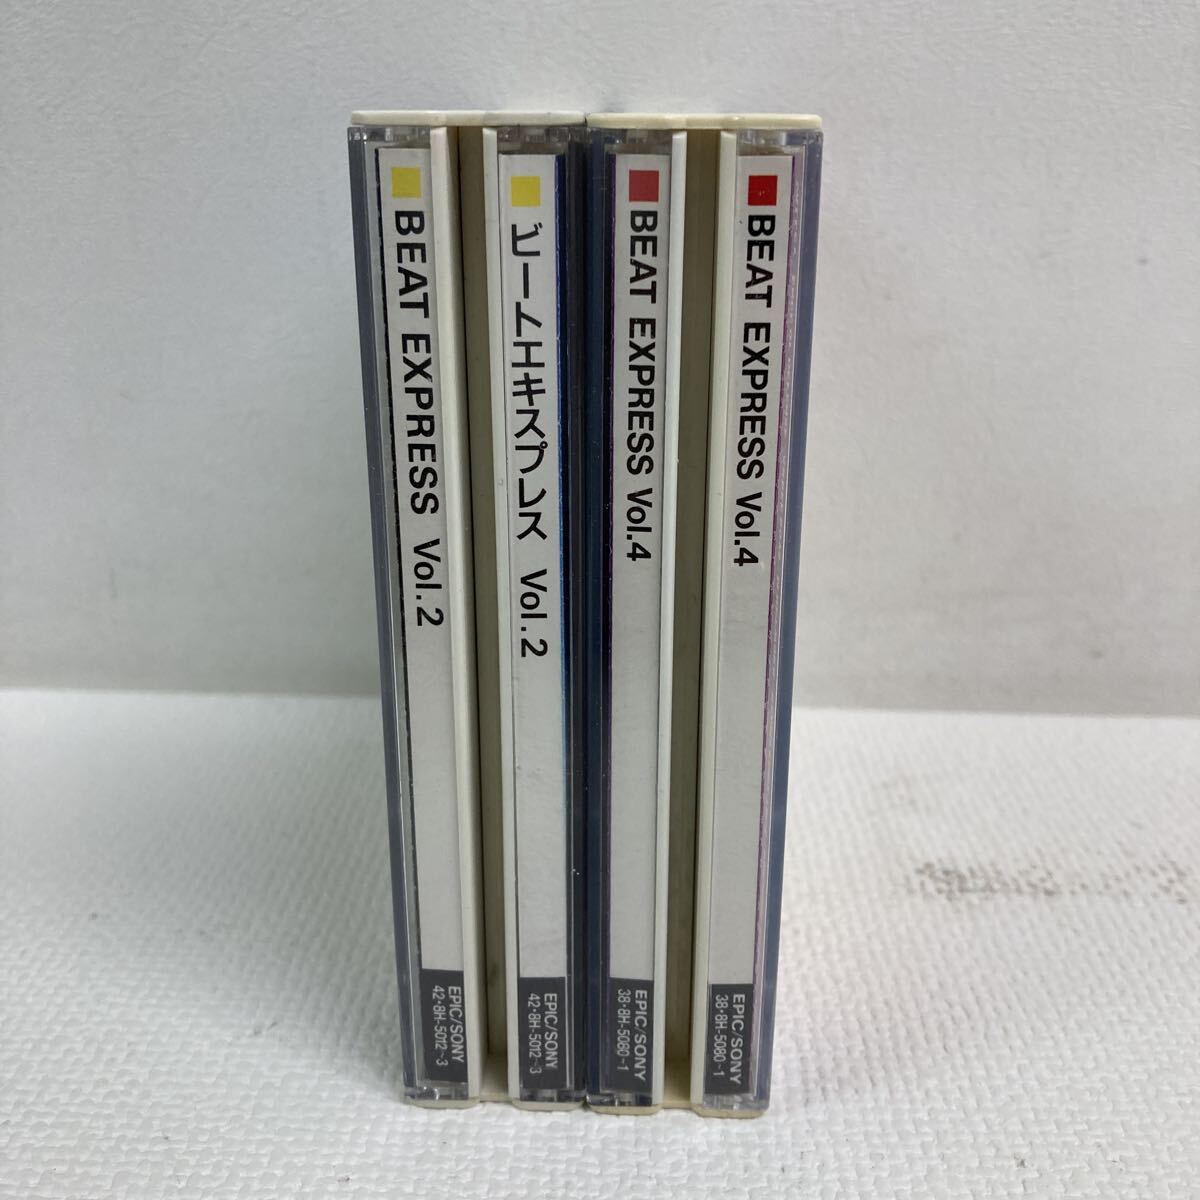 BEAT EXPRESS Vol.2
EPIC/SONY
42・8H-5012~3
ビートエキスプレス Vol.2
EPIC/SONY
42・8H-5012~3
BEAT EXPRESS Vol.4
EPIC/SONY
38・8H-5080~1
BEAT EXPRESS Vol.4
EPIC/SONY
38・8H-5080~1